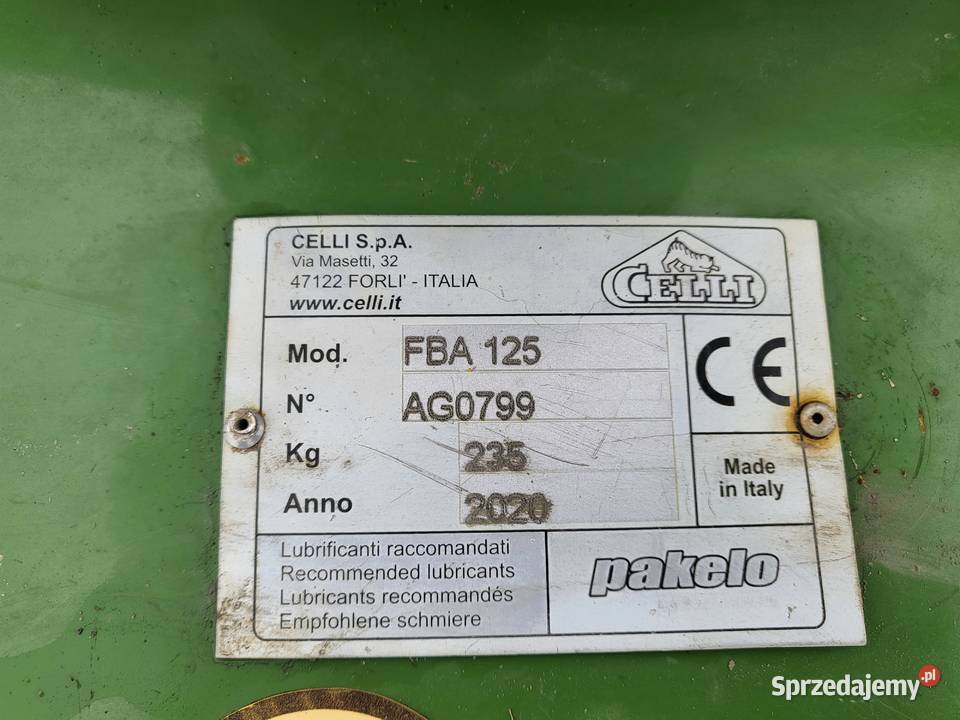 CELLI S.p.A.
Via Masetti, 32
47122 FORLI' - ITALIA
www.celli.it
CELLI
Mod. FBA 125
N° AG0799
Kg 235
Anno 2020
CE
Made
in Italy
Lubrificanti raccomandati
Recommended lubricants
Lubricants recommandés
Empfohlene schmiere
pakelo
Sprzedajemy.pl